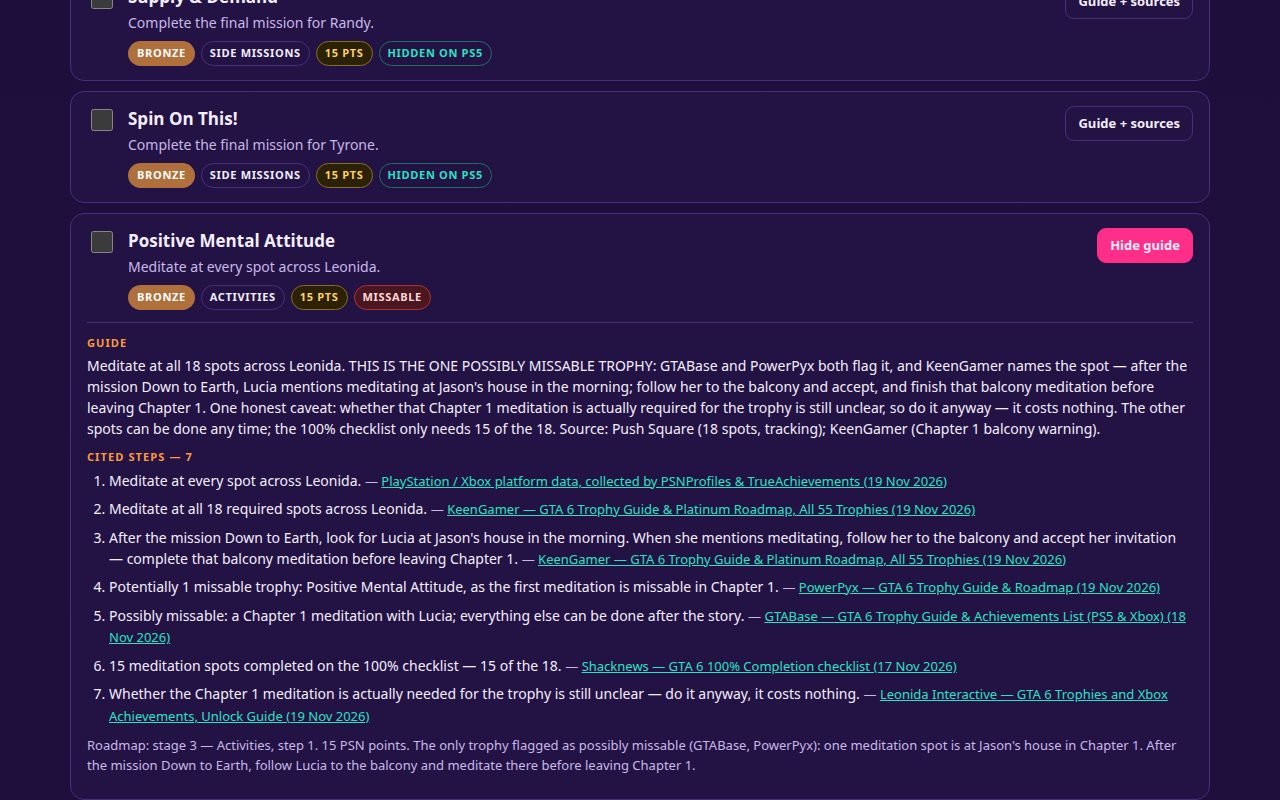 Supply & Demand
Guide + sources
Complete the final mission for Randy.
BRONZE SIDE MISSIONS 15 PTS HIDDEN ON PS5
Spin On This!
Guide + sources
Complete the final mission for Tyrone.
BRONZE SIDE MISSIONS 15 PTS HIDDEN ON PS5
Positive Mental Attitude
Hide guide
Meditate at every spot across Leonida.
BRONZE ACTIVITIES 15 PTS MISSABLE
GUIDE
Meditate at all 18 spots across Leonida. THIS IS THE ONE POSSIBLY MISSABLE TROPHY: GTABase and PowerPyx both flag it, and KeenGamer names the spot — after the
mission Down to Earth, Lucia mentions meditating at Jason's house in the morning; follow her to the balcony and accept, and finish that balcony meditation before
leaving Chapter 1. One honest caveat: whether that Chapter 1 meditation is actually required for the trophy is still unclear, so do it anyway — it costs nothing. The other
spots can be done any time; the 100% checklist only needs 15 of the 18. Source: Push Square (18 spots, tracking); KeenGamer (Chapter 1 balcony warning).
CITED STEPS — 7
1. Meditate at every spot across Leonida. — PlayStation / Xbox platform data, collected by PSNProfiles & TrueAchievements (19 Nov 2026)
2. Meditate at all 18 required spots across Leonida. — KeenGamer — GTA 6 Trophy Guide & Platinum Roadmap, All 55 Trophies (19 Nov 2026)
3. After the mission Down to Earth, look for Lucia at Jason's house in the morning. When she mentions meditating, follow her to the balcony and accept her invitation
— complete that balcony meditation before leaving Chapter 1. — KeenGamer — GTA 6 Trophy Guide & Platinum Roadmap, All 55 Trophies (19 Nov 2026)
4. Potentially 1 missable trophy: Positive Mental Attitude, as the first meditation is missable in Chapter 1. — PowerPyx — GTA 6 Trophy Guide & Roadmap (19 Nov 2026)
5. Possibly missable: a Chapter 1 meditation with Lucia; everything else can be done after the story. — GTABase — GTA 6 Trophy Guide & Achievements List (PS5 & Xbox) (18
Nov 2026)
6. 15 meditation spots completed on the 100% checklist — 15 of the 18. — Shacknews — GTA 6 100% Completion checklist (17 Nov 2026)
7. Whether the Chapter 1 meditation is actually needed for the trophy is still unclear — do it anyway, it costs nothing. — Leonida Interactive — GTA 6 Trophies and Xbox
Achievements, Unlock Guide (19 Nov 2026)
Roadmap: stage 3 — Activities, step 1. 15 PSN points. The only trophy flagged as possibly missable (GTABase, PowerPyx): one meditation spot is at Jason's house in Chapter 1. After
the mission Down to Earth, follow Lucia to the balcony and meditate there before leaving Chapter 1.